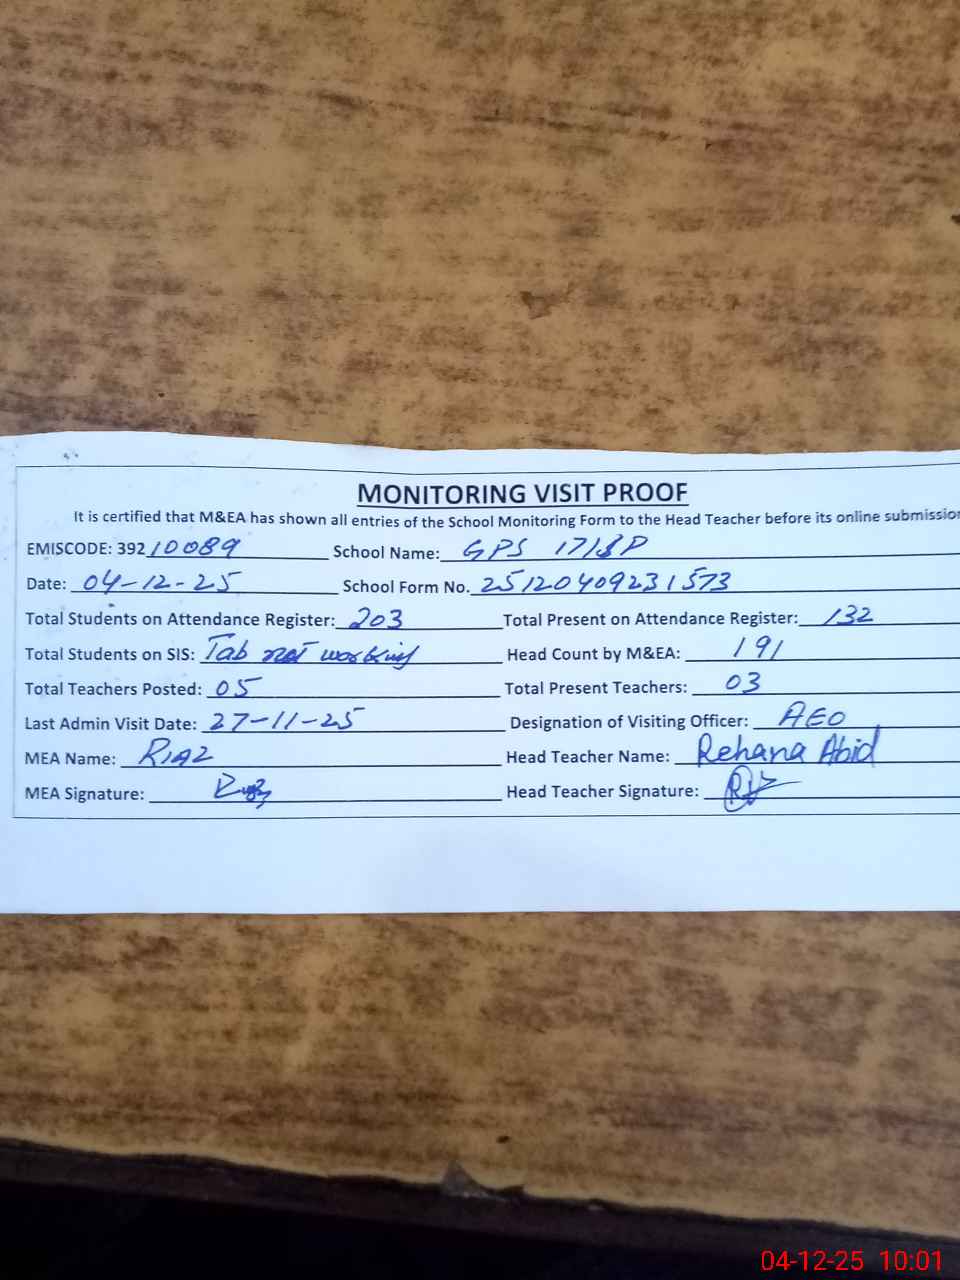 MONITORING VISIT PROOF
It is certified that M&EA has shown all entries of the School Monitoring Form to the Head Teacher before its online submission
EMISCODE: 39210089 School Name: GPS 17/SP
Date: 04-12-25 School Form No. 25120409231573
Total Students on Attendance Register: 203 Total Present on Attendance Register: 132
Total Students on SIS: Tab not working Head Count by M&EA: 191
Total Teachers Posted: 05 Total Present Teachers: 03
Last Admin Visit Date: 27-11-25 Designation of Visiting Officer: AEO
MEA Name: RIAZ Head Teacher Name: Rehana Abid
MEA Signature: Head Teacher Signature:
04-12-25 10:01